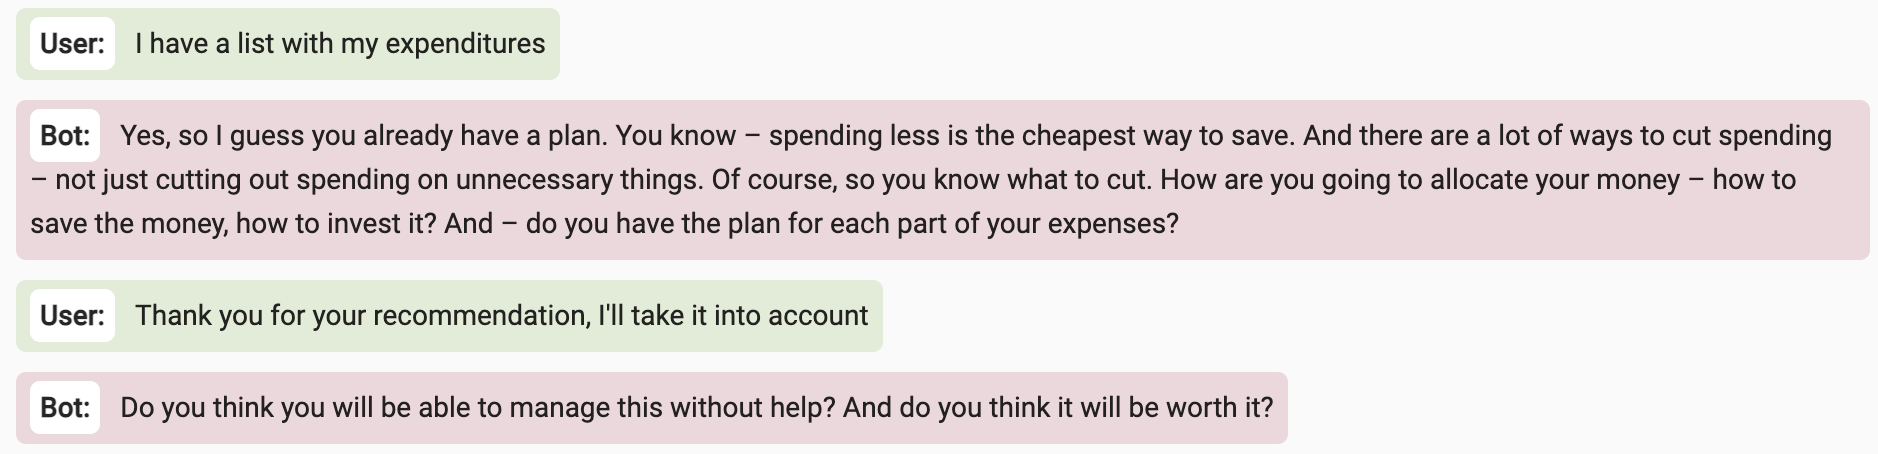 User: I have a list with my expenditures
Bot: Yes, so I guess you already have a plan. You know – spending less is the cheapest way to save. And there are a lot of ways to cut spending
– not just cutting out spending on unnecessary things. Of course, so you know what to cut. How are you going to allocate your money – how to
save the money, how to invest it? And – do you have the plan for each part of your expenses?
User: Thank you for your recommendation, I'll take it into account
Bot: Do you think you will be able to manage this without help? And do you think it will be worth it?